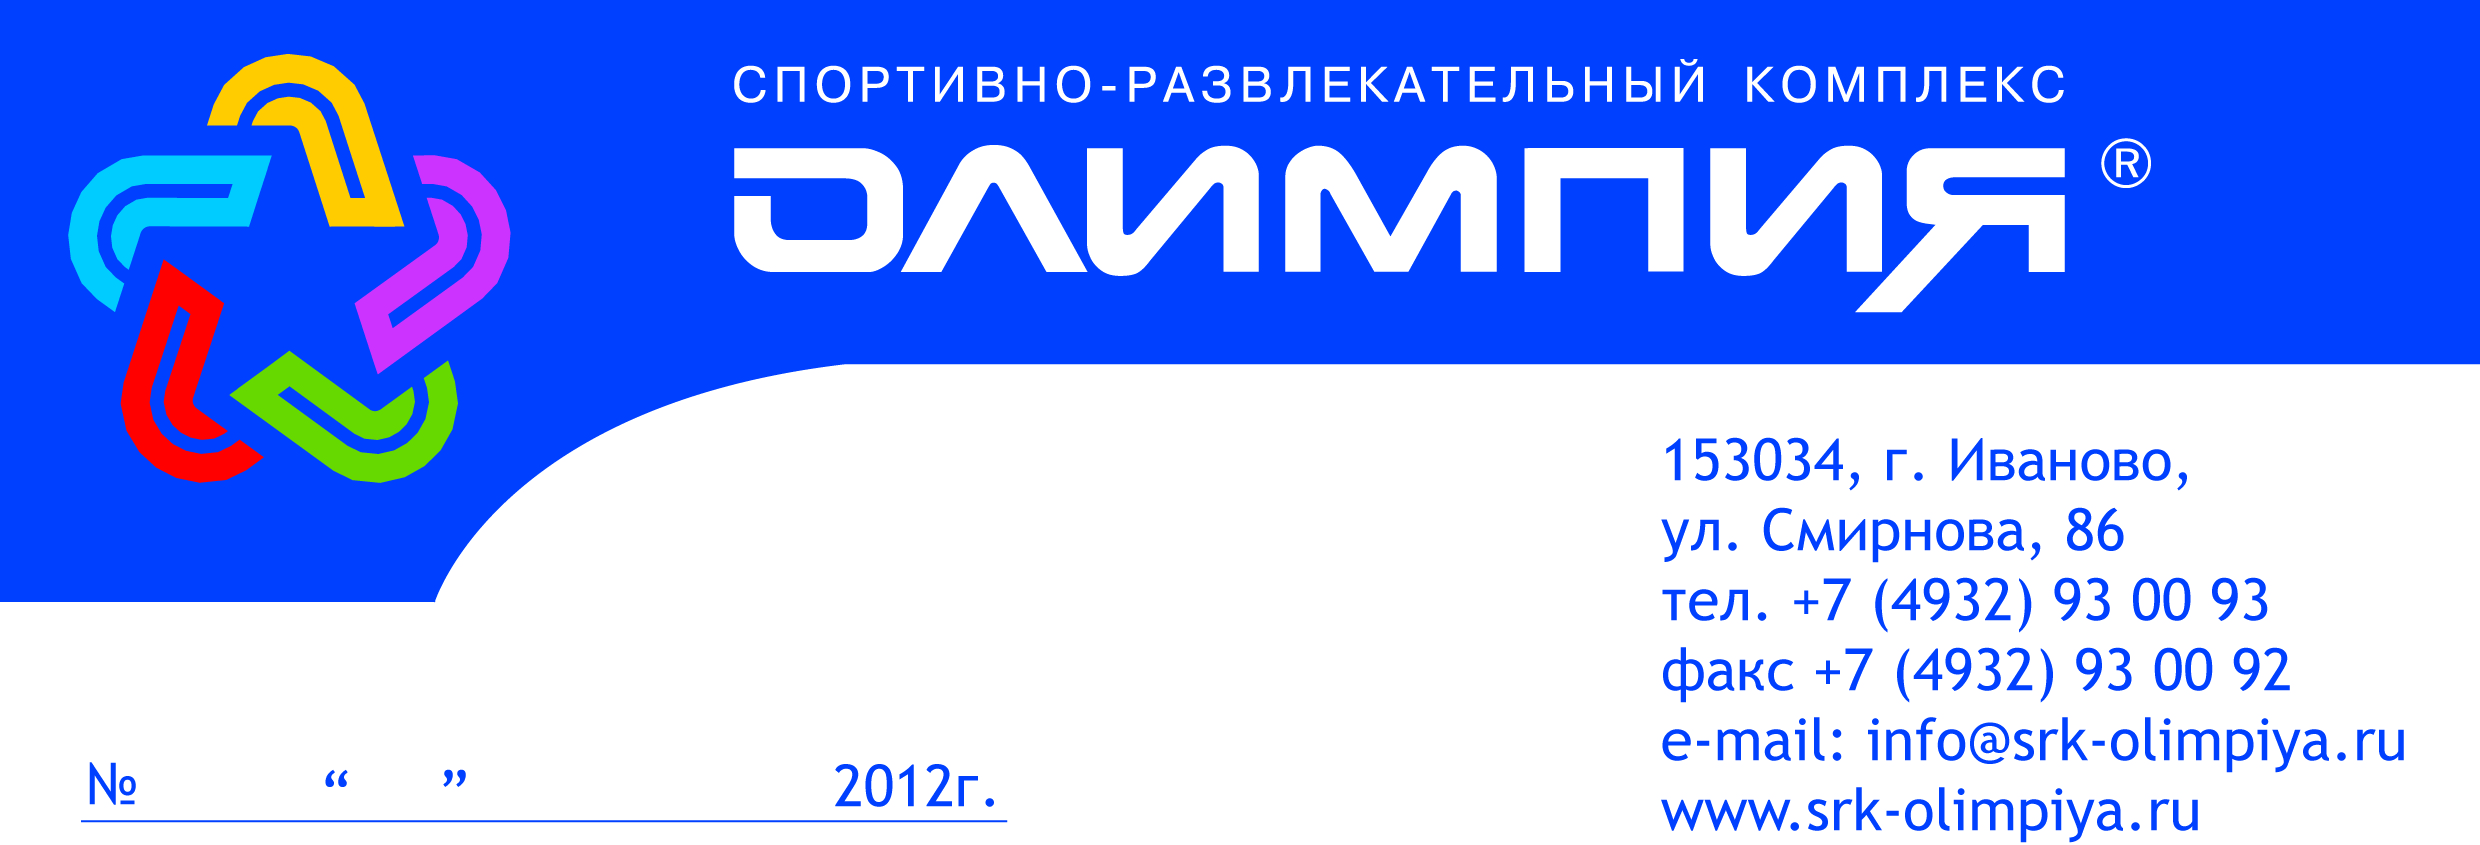 СПОРТИВНО-РАЗВЛЕКАТЕЛЬНЫЙ КОМПЛЕКС
ОЛИМПИЯ ®
153034, г. Иваново,
ул. Смирнова, 86
тел. +7 (4932) 93 00 93
факс +7 (4932) 93 00 92
e-mail: info@srk-olimpiya.ru
www.srk-olimpiya.ru
№ “ ” 2012г.